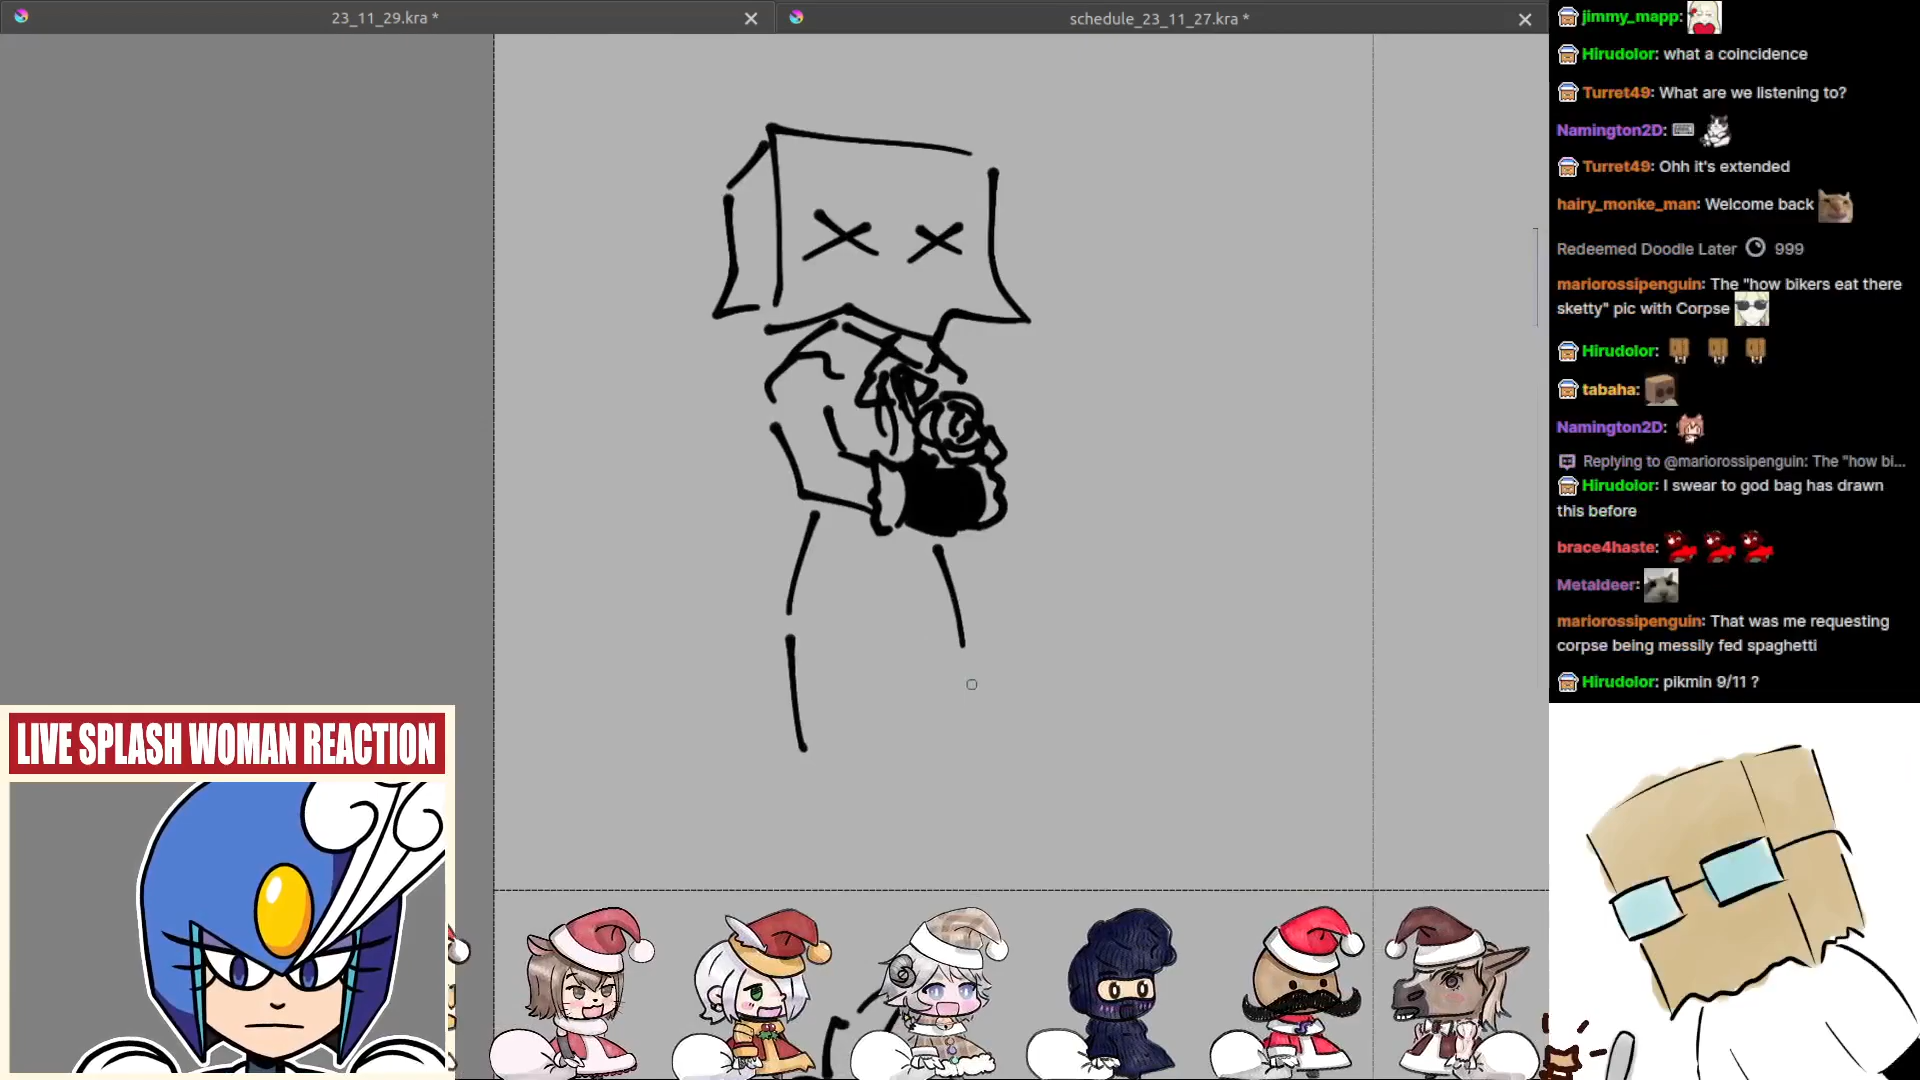 23_11_29.kra *
schedule_23_11_27.kra *
jimmy_mapp:
Hirudolor: what a coincidence
Turret49: What are we listening to?
Namington2D:
Turret49: Ohh it's extended
hairy_monke_man: Welcome back
Redeemed Doodle Later 999
mariorossipenguin: The "how bikers eat there
sketty" pic with Corpse
Hirudolor:
tabaha:
Namington2D:
Replying to @mariorossipenguin: The "how bi...
Hirudolor: I swear to god bag has drawn
this before
brace4haste:
Metaldeer:
mariorossipenguin: That was me requesting
corpse being messily fed spaghetti
Hirudolor: pikmin 9/11 ?
LIVE SPLASH WOMAN REACTION